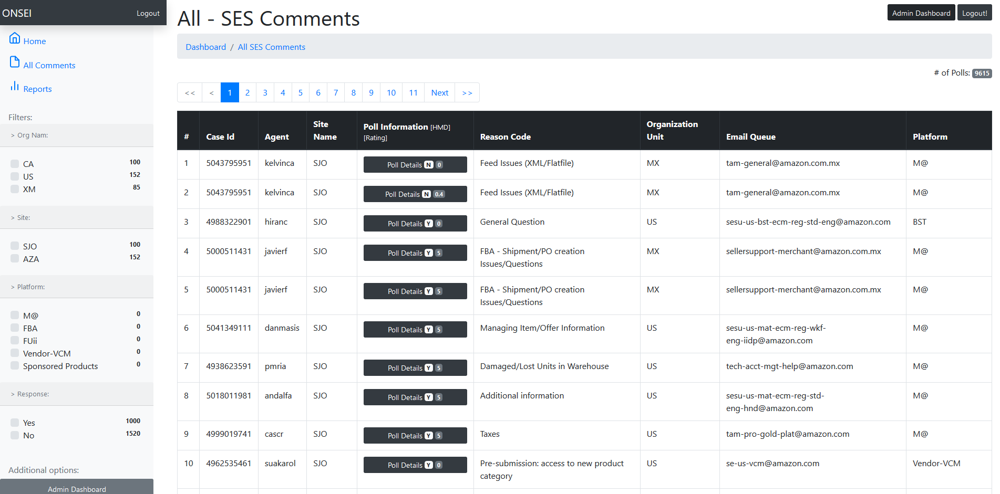 ONSEI
Logout
Home
All Comments
Reports
Filters:
> Org Nam:
CA 100
US 152
XM 85
> Site:
SJO 100
AZA 152
> Platform:
M@ 0
FBA 0
FUii 0
Vendor-VCM 0
Sponsored Products 0
> Response:
Yes 1000
No 1520
Additional options:
Admin Dashboard
All - SES Comments
Admin Dashboard
Logout!
Dashboard / All SES Comments
# of Polls: 9615
<< < 1 2 3 4 5 6 7 8 9 10 11 Next >>
# Case Id Agent Site Name Poll Information [HMD] [Rating] Reason Code Organization Unit Email Queue Platform
1 5043795951 kelvinca SJO Poll Details N 0 Feed Issues (XML/Flatfile) MX tam-general@amazon.com.mx M@
2 5043795951 kelvinca SJO Poll Details N 0.4 Feed Issues (XML/Flatfile) MX tam-general@amazon.com.mx M@
3 4988322901 hiranc SJO Poll Details Y 0 General Question US sesu-us-bst-ecm-reg-std-eng@amazon.com BST
4 5000511431 javierf SJO Poll Details Y 5 FBA - Shipment/PO creation Issues/Questions MX sellersupport-merchant@amazon.com.mx M@
5 5000511431 javierf SJO Poll Details Y 5 FBA - Shipment/PO creation Issues/Questions MX sellersupport-merchant@amazon.com.mx M@
6 5041349111 danmasis SJO Poll Details Y 5 Managing Item/Offer Information US sesu-us-mat-ecm-reg-wkf-eng-iidp@amazon.com M@
7 4938623591 pmria SJO Poll Details Y 5 Damaged/Lost Units in Warehouse US tech-acct-mgt-help@amazon.com M@
8 5018011981 andalfa SJO Poll Details Y 5 Additional information US sesu-us-mat-ecm-reg-std-eng-hnd@amazon.com M@
9 4999019741 cascr SJO Poll Details Y 5 Taxes US tam-pro-gold-plat@amazon.com M@
10 4962535461 suakarol SJO Poll Details Y 0 Pre-submission: access to new product category US se-us-vcm@amazon.com Vendor-VCM